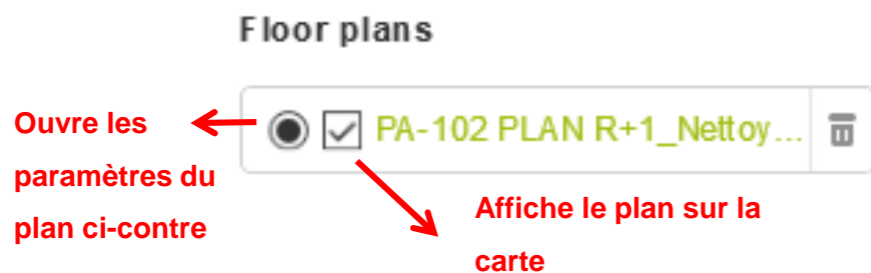 Floor plans
Ouvre les
paramètres du
plan ci-contre
PA-102 PLAN R+1_Nettoy...
Affiche le plan sur la
carte